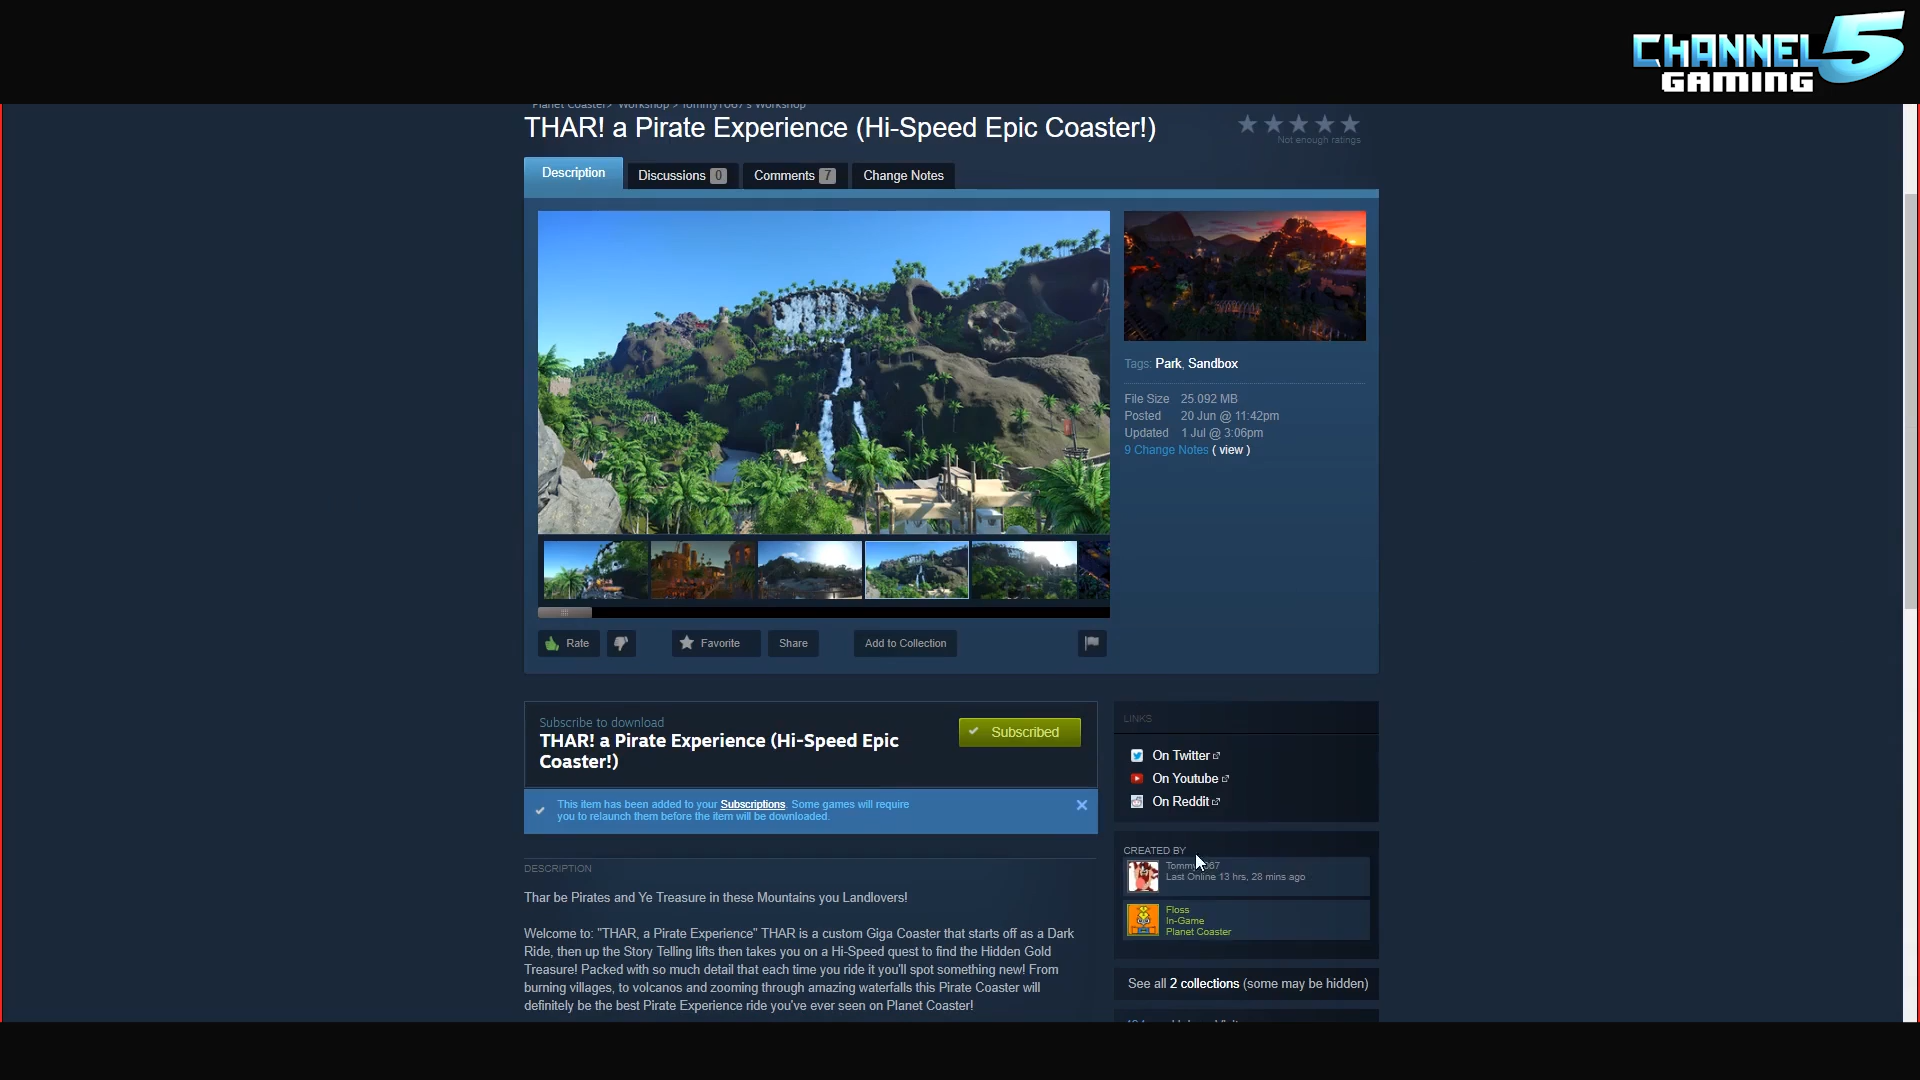 CHANNEL 5
GAMING
Planet Coaster > Workshop > Tommy1067's Workshop
THAR! a Pirate Experience (Hi-Speed Epic Coaster!)
Not enough ratings
Description
Discussions 0
Comments 7
Change Notes
Tags: Park, Sandbox
File Size 25.092 MB
Posted 20 Jun @ 11:42pm
Updated 1 Jul @ 3:06pm
9 Change Notes ( view )
Rate
Favorite
Share
Add to Collection
Subscribe to download
THAR! a Pirate Experience (Hi-Speed Epic
Coaster!)
Subscribed
This item has been added to your Subscriptions. Some games will require
you to relaunch them before the item will be downloaded.
DESCRIPTION
Thar be Pirates and Ye Treasure in these Mountains you Landlovers!
Welcome to: "THAR, a Pirate Experience" THAR is a custom Giga Coaster that starts off as a Dark
Ride, then up the Story Telling lifts then takes you on a Hi-Speed quest to find the Hidden Gold
Treasure! Packed with so much detail that each time you ride it you'll spot something new! From
burning villages, to volcanos and zooming through amazing waterfalls this Pirate Coaster will
definitely be the best Pirate Experience ride you've ever seen on Planet Coaster!
LINKS
On Twitter
On Youtube
On Reddit
CREATED BY
Last Online 13 hrs, 28 mins ago
Floss
In-Game
Planet Coaster
See all 2 collections (some may be hidden)